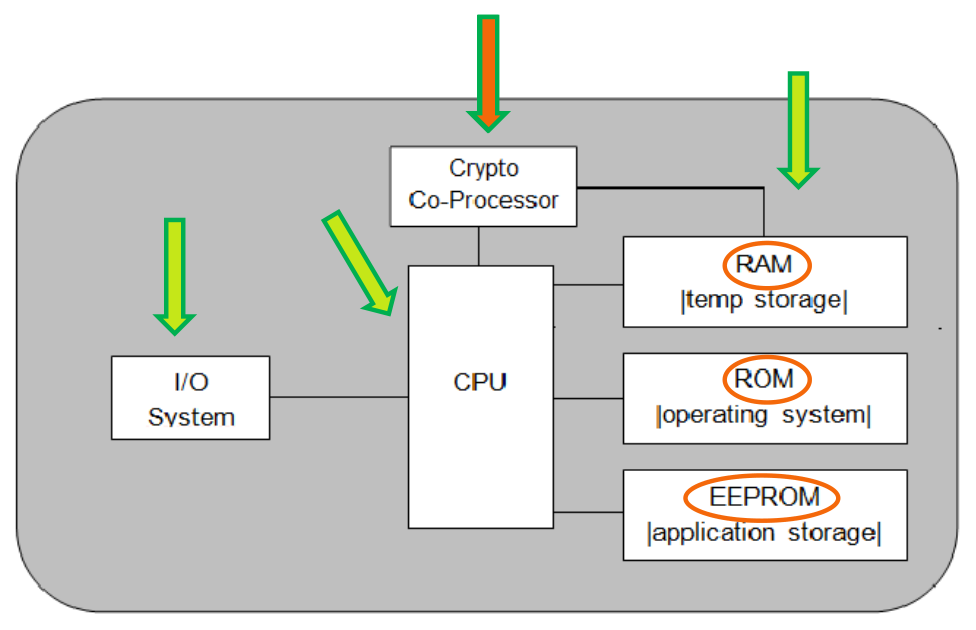 Crypto
Co-Processor
RAM
|temp storage|
I/O
System
CPU
ROM
|operating system|
EEPROM
|application storage|